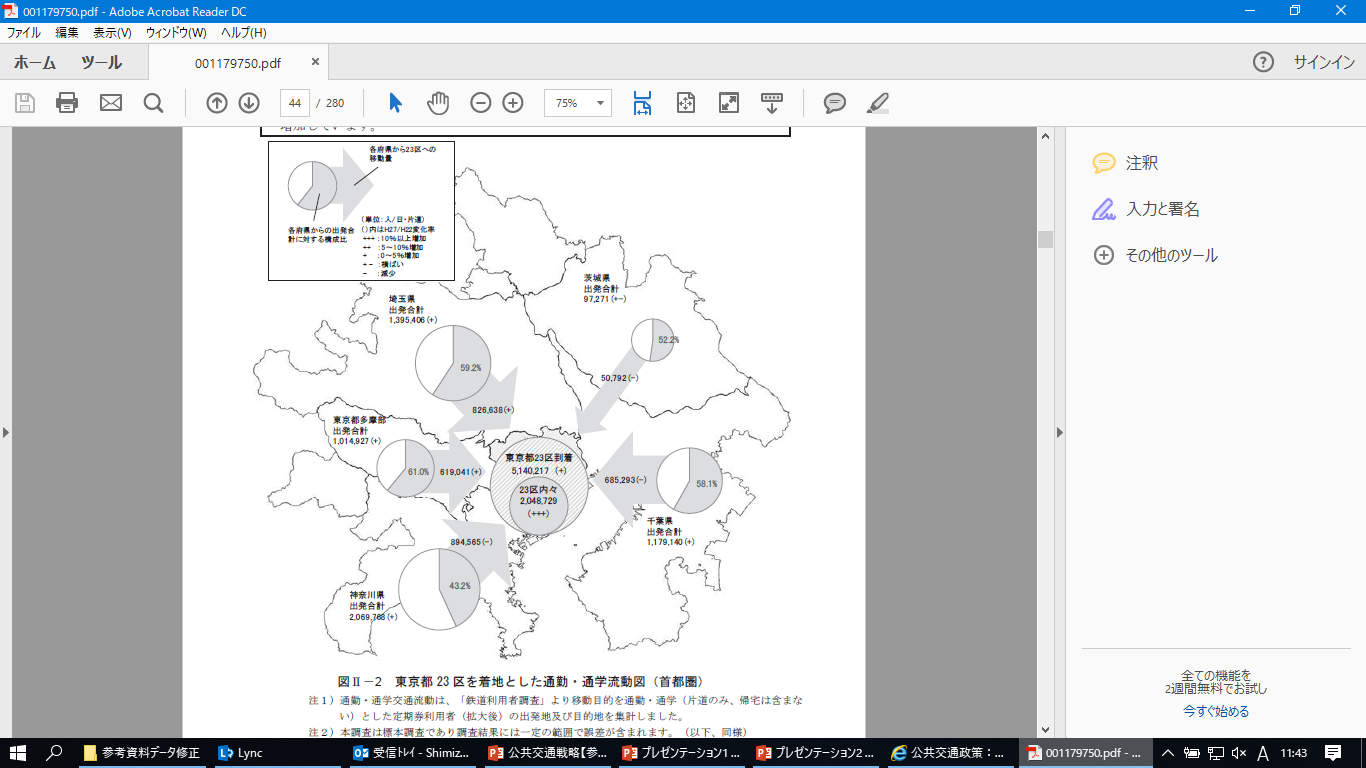 001179750.pdf - Adobe Acrobat Reader DC
ファイル 編集 表示(V) ウィンドウ(W) ヘルプ(H)
ホーム ツール 001179750.pdf × サインイン
44 / 280 75%
増加しています。
各府県から23区への
移動量
各府県からの出発合
計に対する構成比
（単位：人/日・片道）
（ ）内はH27/H22変化率
+++：10％以上増加
++ ：5～10％増加
+ ：0～5％増加
+- ：横ばい
- ：減少
茨城県
出発合計
97,271(+-)
52.2%
50,792(-)
埼玉県
出発合計
1,395,406(+)
59.2%
826,638(+)
東京都多摩部
出発合計
1,014,927(+)
61.0%
619,041(+)
東京都23区到着
5,140,217 (+)
23区内々
2,048,729
(+++)
685,293(-)
58.1%
千葉県
出発合計
1,179,140(+)
894,565(-)
43.2%
神奈川県
出発合計
2,069,768(+)
図Ⅱ－2 東京都 23 区を着地とした通勤・通学流動図（首都圏）
注１）通勤・通学交通流動は、「鉄道利用者調査」より移動目的を通勤・通学（片道のみ、帰宅は含まな
い）とした定期券利用者（拡大後）の出発地及び目的地を集計しました。
注２）本調査は標本調査であり調査結果には一定の範囲で誤差が含まれます。（以下、同様）
注釈
入力と署名
その他のツール
全ての機能を
2週間無料でお試し
今すぐ始める
参考資料データ修正 Lync 受信トレイ - Shimiz... 公共交通戦略【参... プレゼンテーション1 ... プレゼンテーション2 ... 公共交通政策：... 001179750.pdf - ... A 11:43